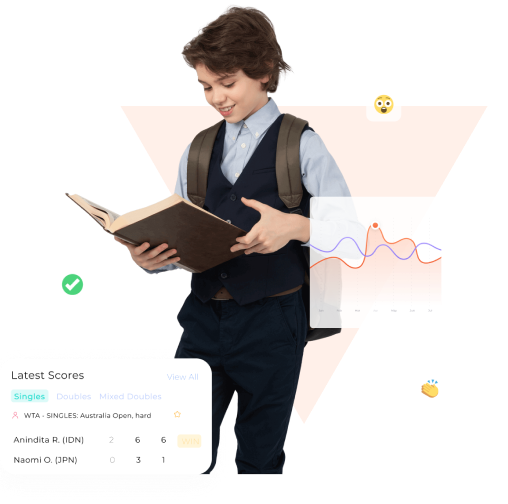 Latest Scores View All
Singles Doubles Mixed Doubles
WTA - SINGLES: Australia Open, hard
Anindita R. (IDN) 2 6 6
Naomi O. (JPN) 0 3 1